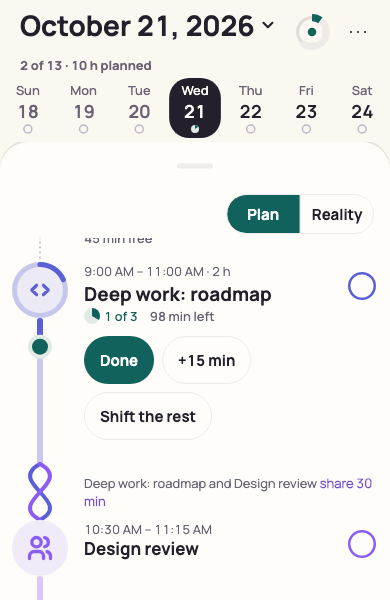 October 21, 2026
2 of 13 · 10 h planned
Sun Mon Tue Wed Thu Fri Sat
18 19 20 21 22 23 24
Plan Reality
45 min free
9:00 AM – 11:00 AM · 2 h
Deep work: roadmap
1 of 3 98 min left
Done +15 min
Shift the rest
Deep work: roadmap and Design review share 30
min
10:30 AM – 11:15 AM
Design review